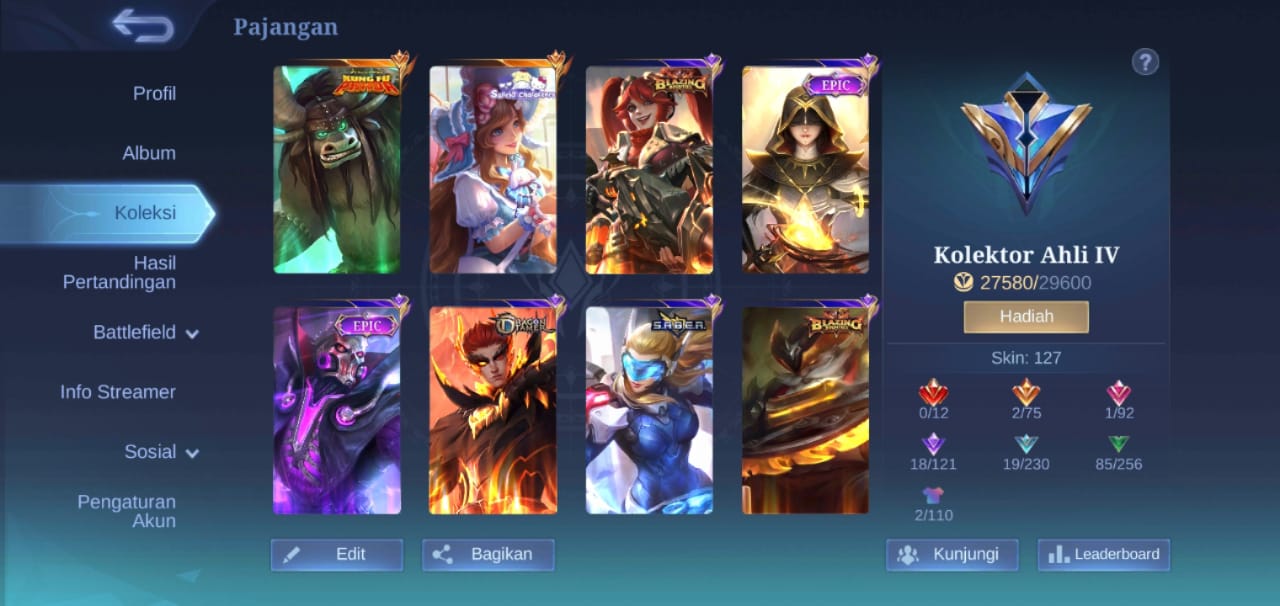 Pajangan
Profil
Album
Koleksi
Hasil
Pertandingan
Battlefield
Info Streamer
Sosial
Pengaturan
Akun
KUNG FU
PANDA
Sanrio Characters
BLAZING
EPIC
EPIC
DRAGON
TAMER
S.A.B.E.R.
BLAZING
Edit
Bagikan
?
Kolektor Ahli IV
27580/29600
Hadiah
Skin: 127
0/12
2/75
1/92
18/121
19/230
85/256
2/110
Kunjungi
Leaderboard